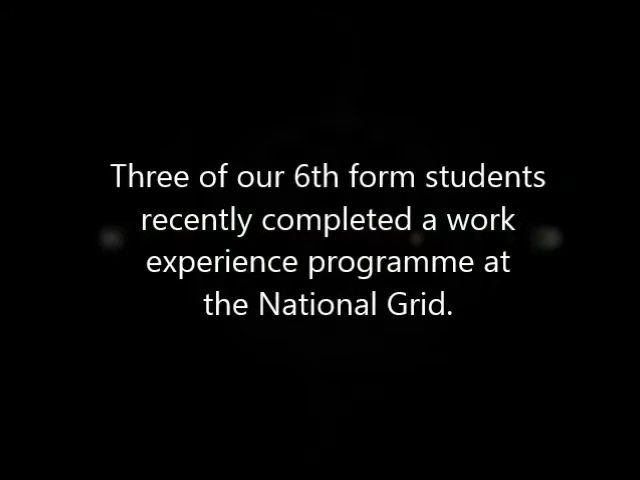 Three of our 6th form students
recently completed a work
experience programme at
the National Grid.